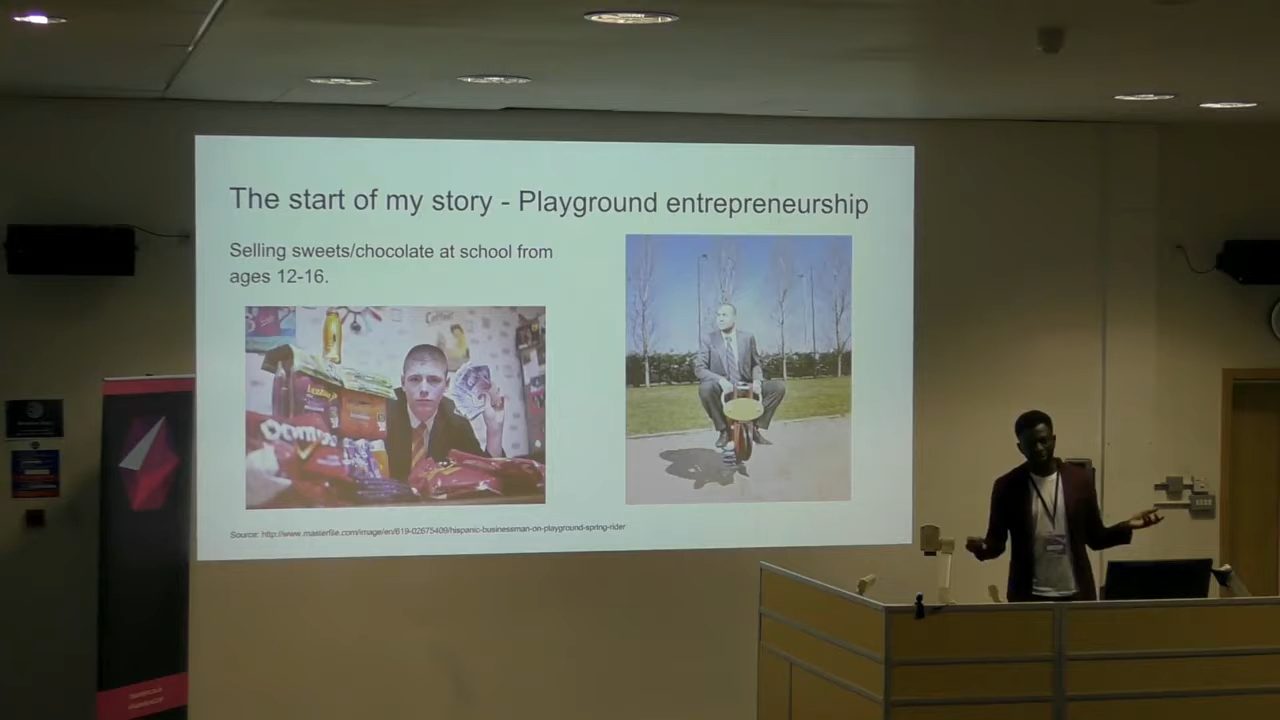 The start of my story - Playground entrepreneurship
Selling sweets/chocolate at school from
ages 12-16.
Source: http://www.masterfile.com/image/en/619-02675409/hispanic-businessman-on-playground-spring-rider